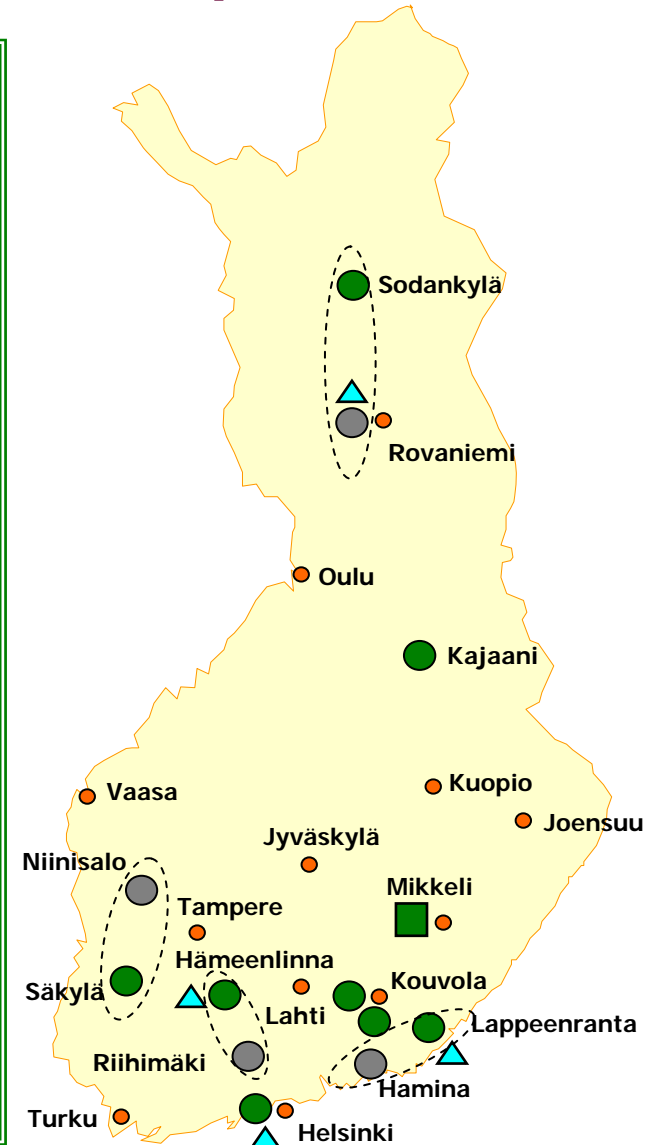 Sodankylä
Rovaniemi
Oulu
Kajaani
Vaasa
Kuopio
Joensuu
Jyväskylä
Niinisalo
Mikkeli
Tampere
Hämeenlinna
Säkylä
Kouvola
Lahti
Lappeenranta
Riihimäki
Hamina
Turku
Helsinki